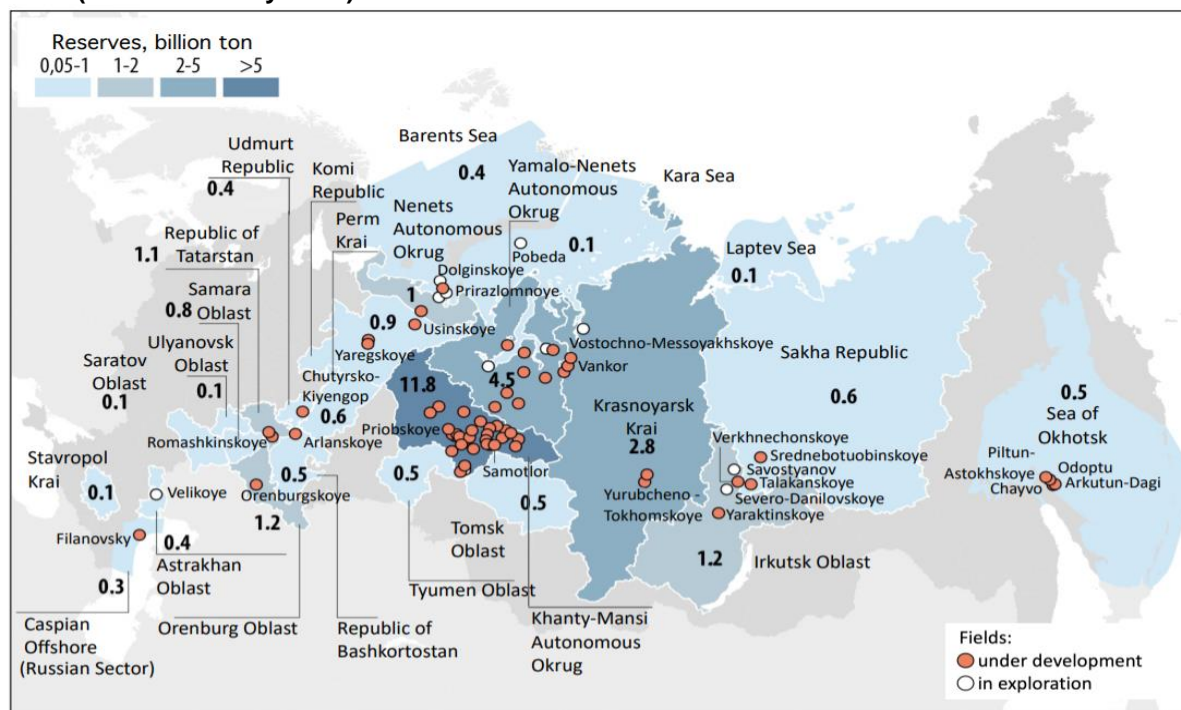 Reserves, billion ton
0,05-1
1-2
2-5
>5
Barents Sea
0.4
Udmurt
Republic
0.4
Komi
Republic
Yamalo-Nenets
Autonomous
Okrug
Kara Sea
0.1
Perm
Krai
Nenets
Autonomous
Okrug
1
Republic of
Tatarstan
1.1
Laptev Sea
0.1
Pobeda
Dolginskoye
Prirazlomnoye
Samara
Oblast
0.8
0.9
Usinskoye
Ulyanovsk
Oblast
0.1
Yaregskoye
Vostochno-Messoyakhskoye
Vankor
Sakha Republic
0.6
Saratov
Oblast
0.1
Chutyrsko-
Kiyengop
0.6
11.8
4.5
0.5
Sea of
Okhotsk
Krasnoyarsk
Krai
2.8
Priobskoye
Samotlor
Romashkinskoye
Arlanskoye
Verkhnechonskoye
Srednebotuobinskoye
Savostyanov
Talakanskoye
Severo-Danilovskoye
Yaraktinskoye
Piltun-
Astokhskoye
Chayvo
Odoptu
Arkutun-Dagi
Stavropol
Krai
0.1
Velikoye
Orenburgskoye
0.5
1.2
0.5
0.5
Yurubcheno -
Tokhomskoye
Filanovsky
0.4
Astrakhan
Oblast
0.3
Tomsk
Oblast
1.2
Irkutsk Oblast
Tyumen Oblast
Caspian
Offshore
(Russian Sector)
Orenburg Oblast
Republic of
Bashkortostan
Khanty-Mansi
Autonomous
Okrug
Fields:
under development
in exploration